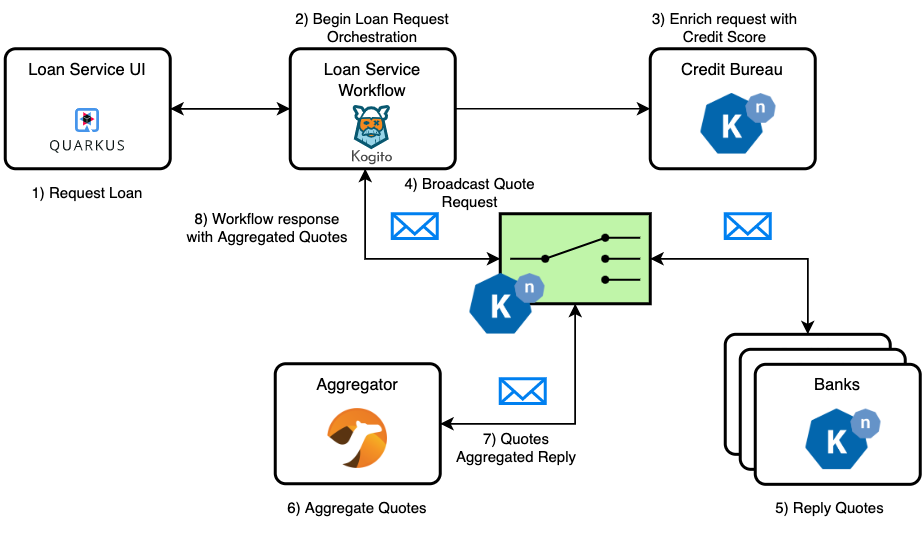 2) Begin Loan Request
Orchestration
3) Enrich request with
Credit Score
Loan Service UI
QUARKUS
Loan Service
Workflow
Kogito
Credit Bureau
K
n
1) Request Loan
4) Broadcast Quote
Request
8) Workflow response
with Aggregated Quotes
K
n
Aggregator
7) Quotes
Aggregated Reply
6) Aggregate Quotes
Banks
K
n
5) Reply Quotes